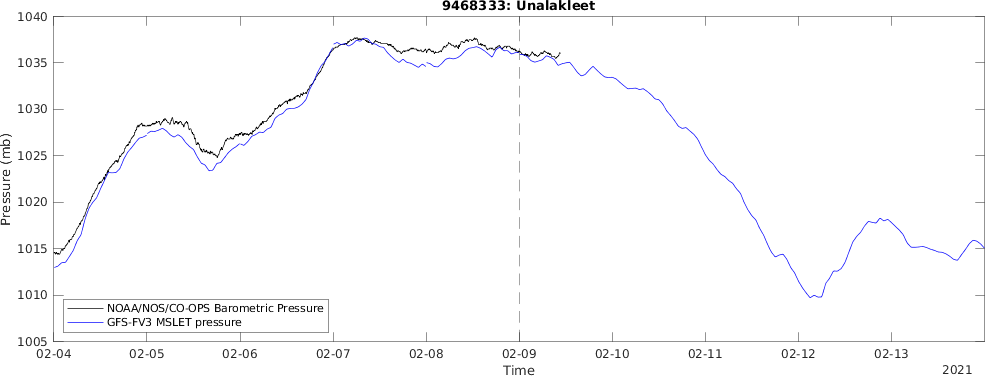 9468333: Unalakleet
1040
1035
1030
1025
1020
1015
1010
1005
Pressure (mb)
NOAA/NOS/CO-OPS Barometric Pressure
GFS-FV3 MSLET pressure
02-04 02-05 02-06 02-07 02-08 02-09 02-10 02-11 02-12 02-13
Time
2021